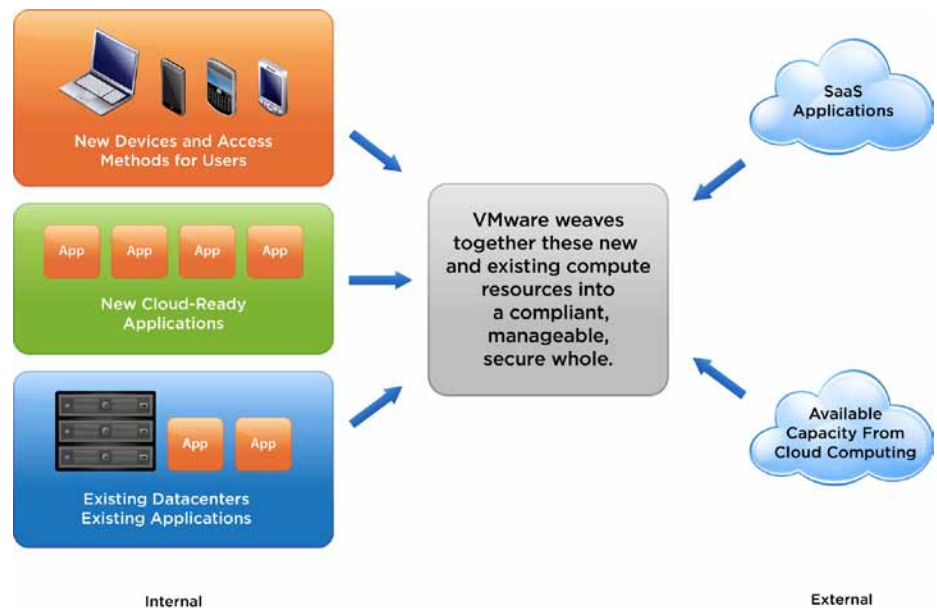 New Devices and Access
Methods for Users
App App App App
New Cloud-Ready
Applications
App App
Existing Datacenters
Existing Applications
Internal
VMware weaves
together these new
and existing compute
resources into
a compliant,
manageable,
secure whole.
SaaS
Applications
Available
Capacity From
Cloud Computing
External